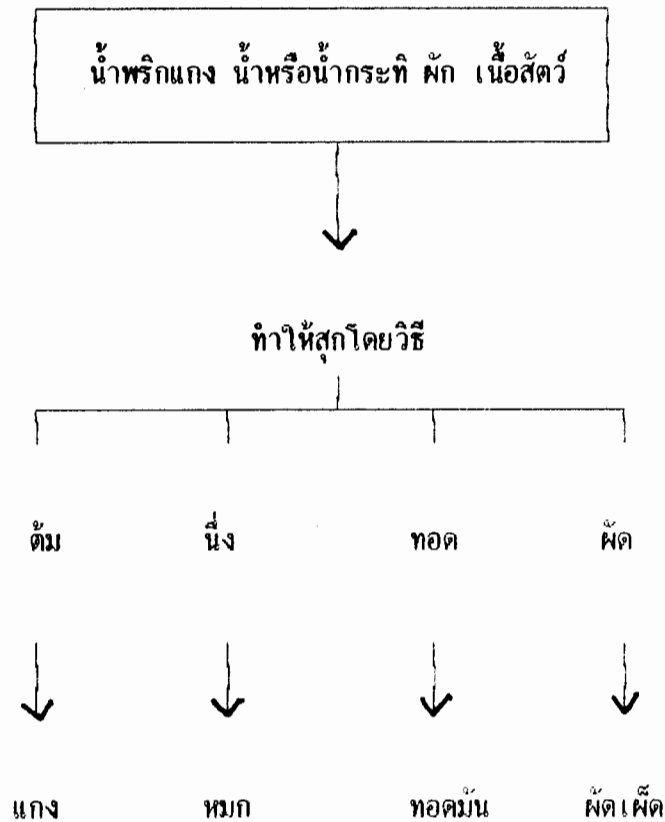 น้ำพริกแกง น้ำหรือน้ำกระทิ ผัก เนื้อสัตว์
ทำให้สุกโดยวิธี
ต้ม นึ่ง ทอด ผัด
แกง หมก ทอดมัน ผัดเผ็ด